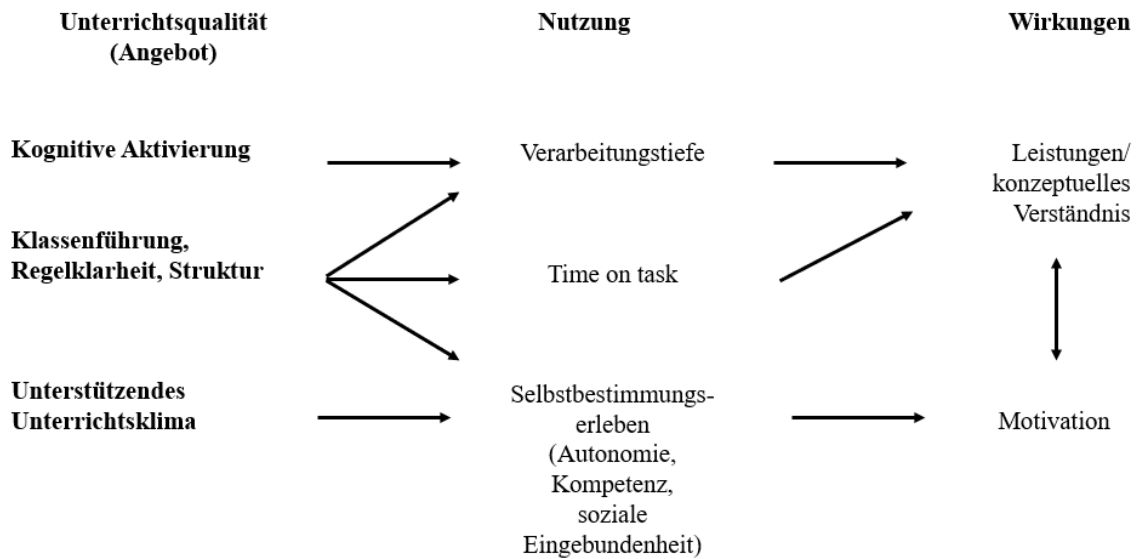 Unterrichtsqualität
(Angebot)
Nutzung
Wirkungen
Kognitive Aktivierung
Verarbeitungstiefe
Leistungen/
konzeptuelles
Verständnis
Klassenführung,
Regelklarheit, Struktur
Time on task
Unterstützendes
Unterrichtsklima
Selbstbestimmungs-
erleben
(Autonomie,
Kompetenz,
soziale
Eingebundenheit)
Motivation